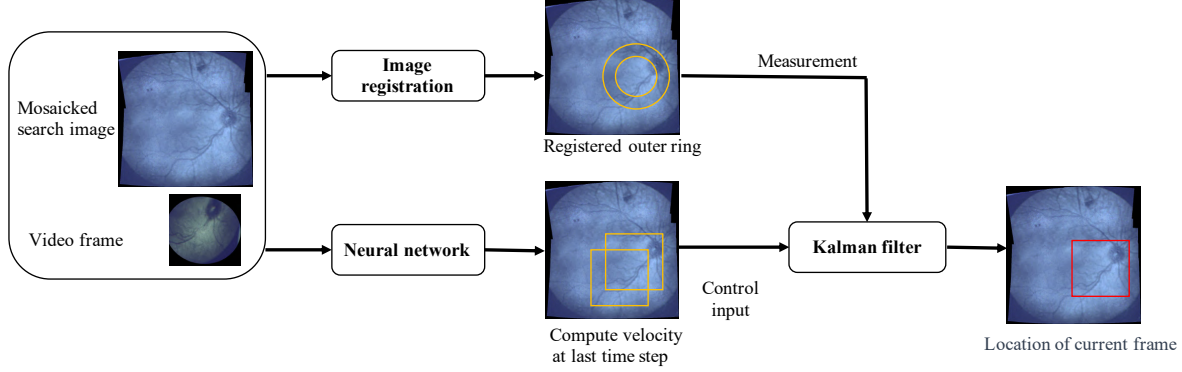 Mosaicked
search image
Video frame
Image
registration
Registered outer ring
Measurement
Neural network
Compute velocity
at last time step
Control
input
Kalman filter
Location of current frame